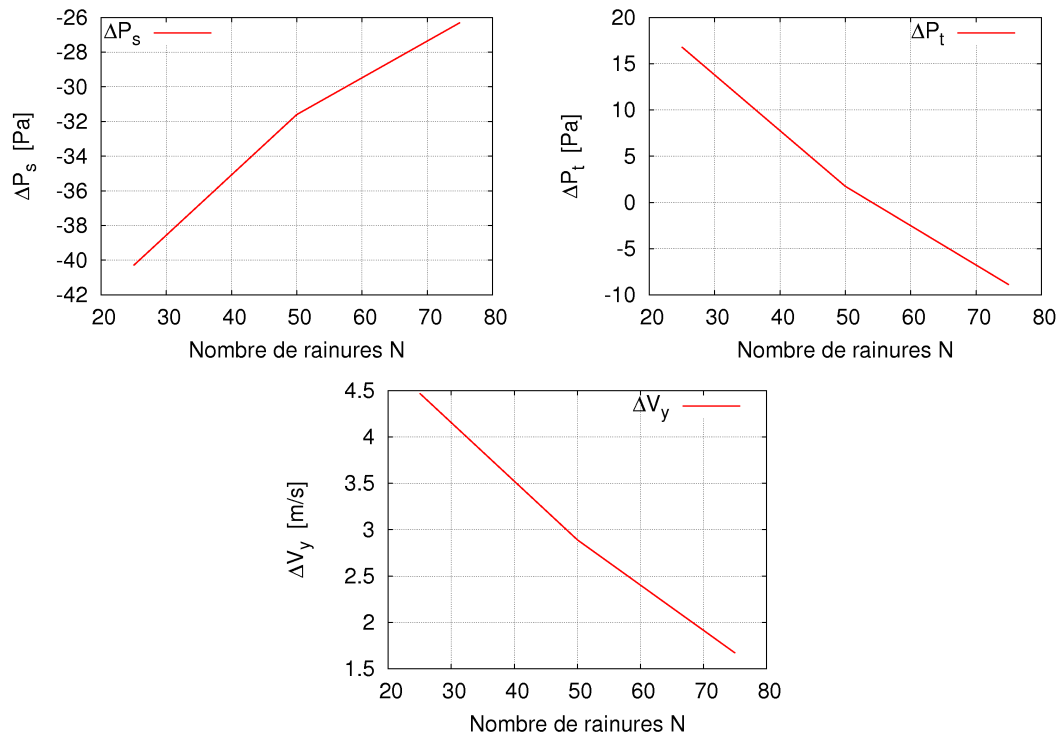 ΔPs
ΔPs [Pa]
-26
-28
-30
-32
-34
-36
-38
-40
-42
20 30 40 50 60 70 80
Nombre de rainures N
ΔPt
ΔPt [Pa]
20
15
10
5
0
-5
-10
20 30 40 50 60 70 80
Nombre de rainures N
ΔVy
ΔVy [m/s]
4.5
4
3.5
3
2.5
2
1.5
20 30 40 50 60 70 80
Nombre de rainures N